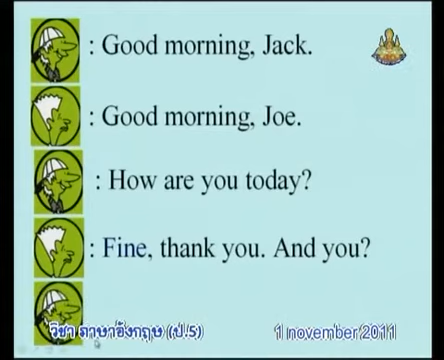 : Good morning, Jack.
: Good morning, Joe.
: How are you today?
: Fine, thank you. And you?
วิชา ภาษาอังกฤษ (ป.5)
1 november 2011